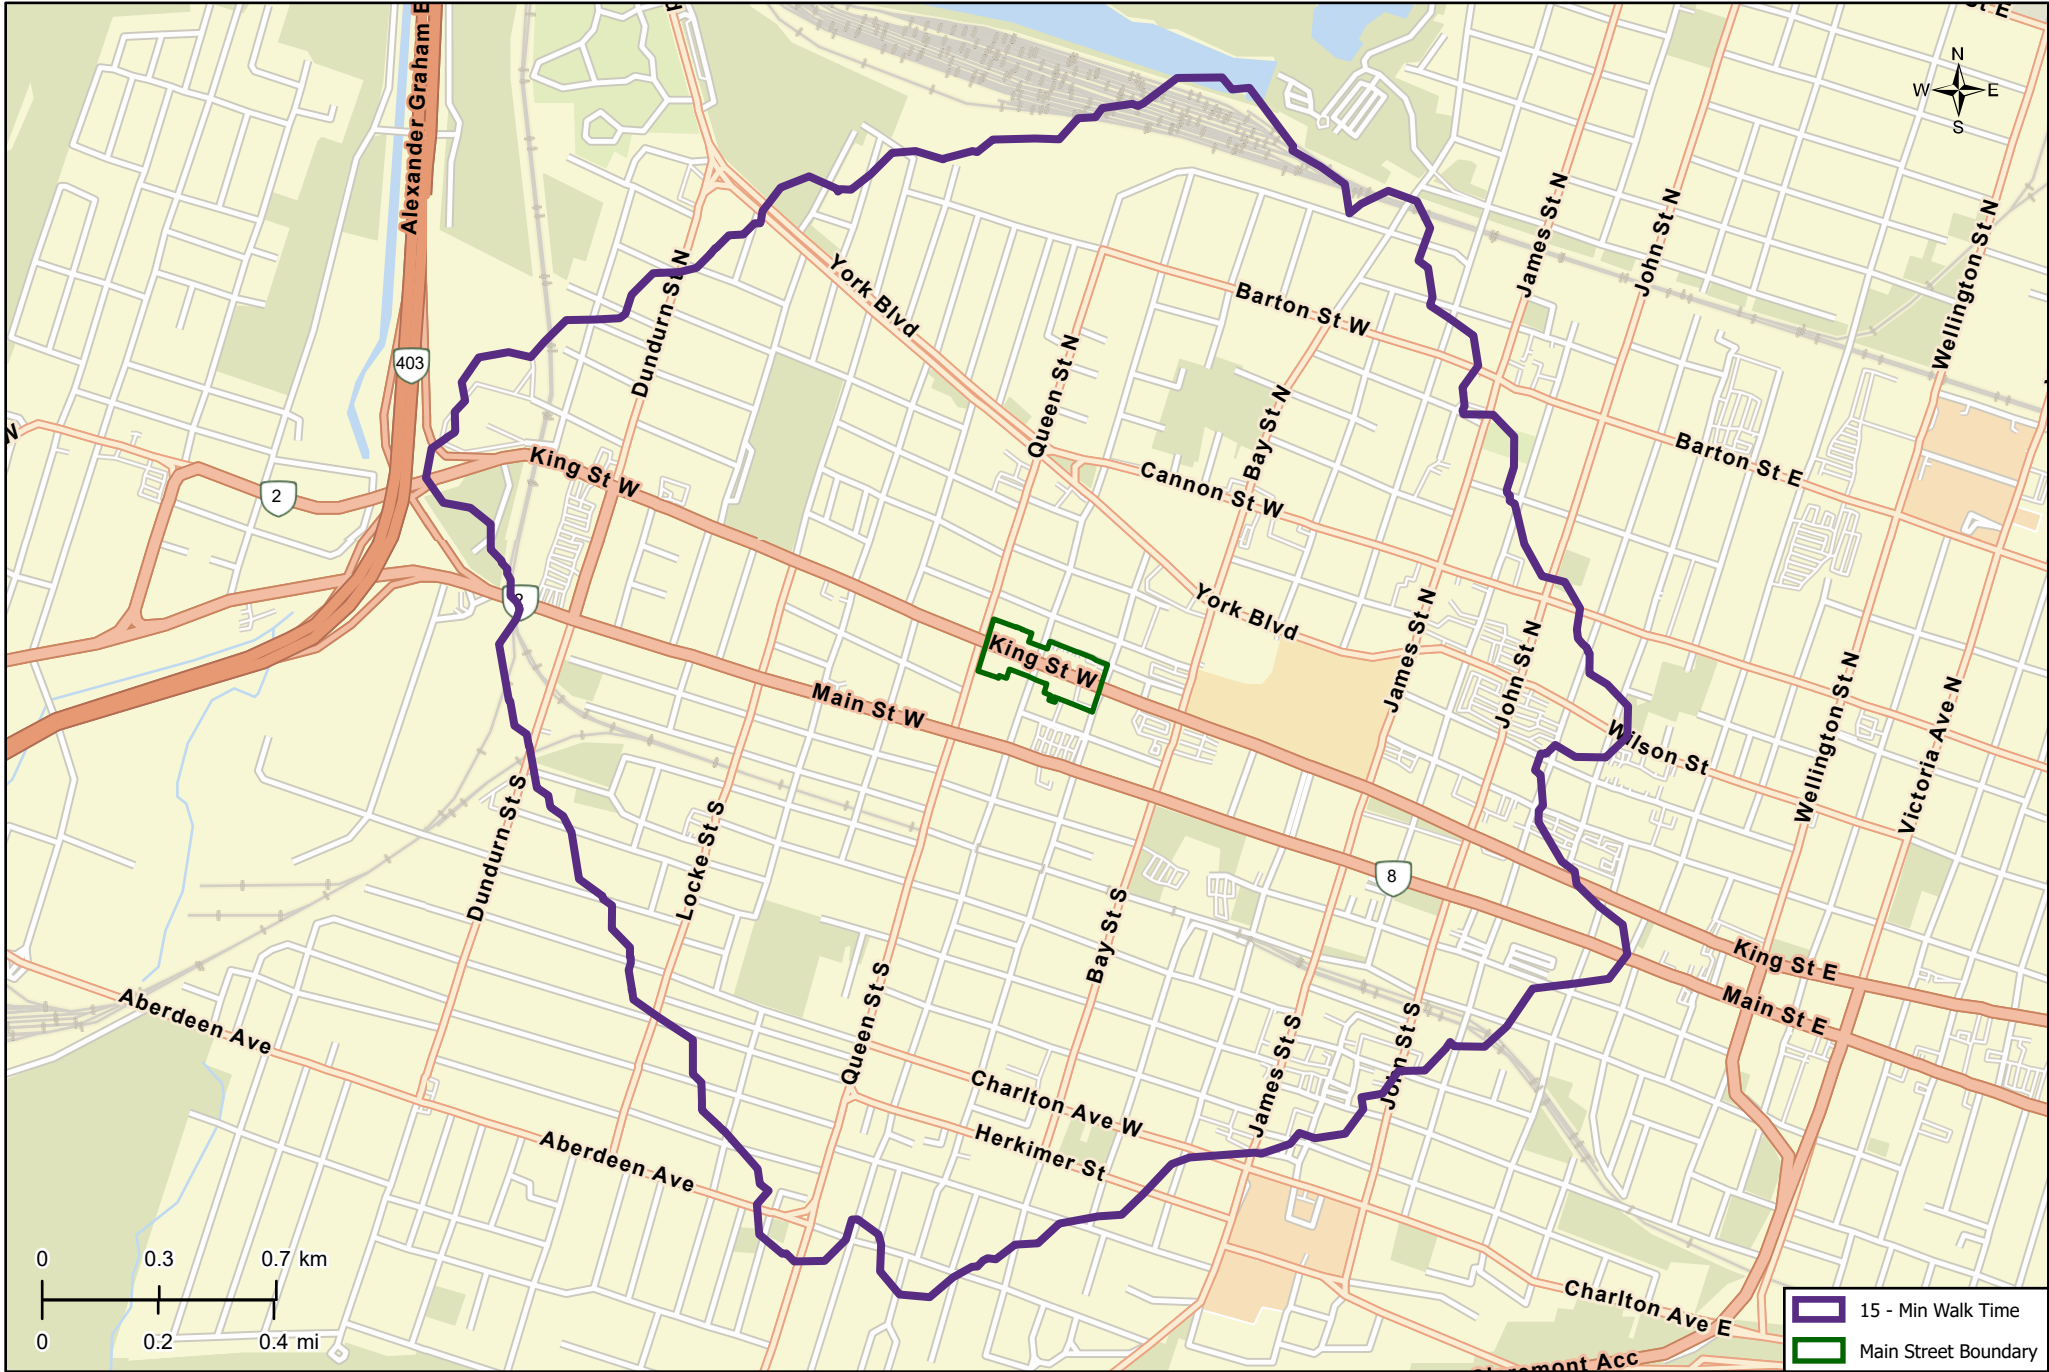 St E
Alexander Graham B
N
W E
S
James St N
John St N
Wellington St N
York Blvd
Dundurn St N
Barton St W
Queen St N
403
Bay St N
W
King St W
Cannon St W
Barton St E
2
York Blvd
James St N
John St N
King St W
Main St W
Wilson St
Wellington St N
Victoria Ave N
Dundurn St S
Locke St S
8
Bay St S
King St E
Main St E
Aberdeen Ave
Queen St S
James St S
John St S
Charlton Ave W
Herkimer St
Aberdeen Ave
0 0.3 0.7 km
0 0.2 0.4 mi
Charlton Ave E
15 - Min Walk Time
Main Street Boundary
remont Acc